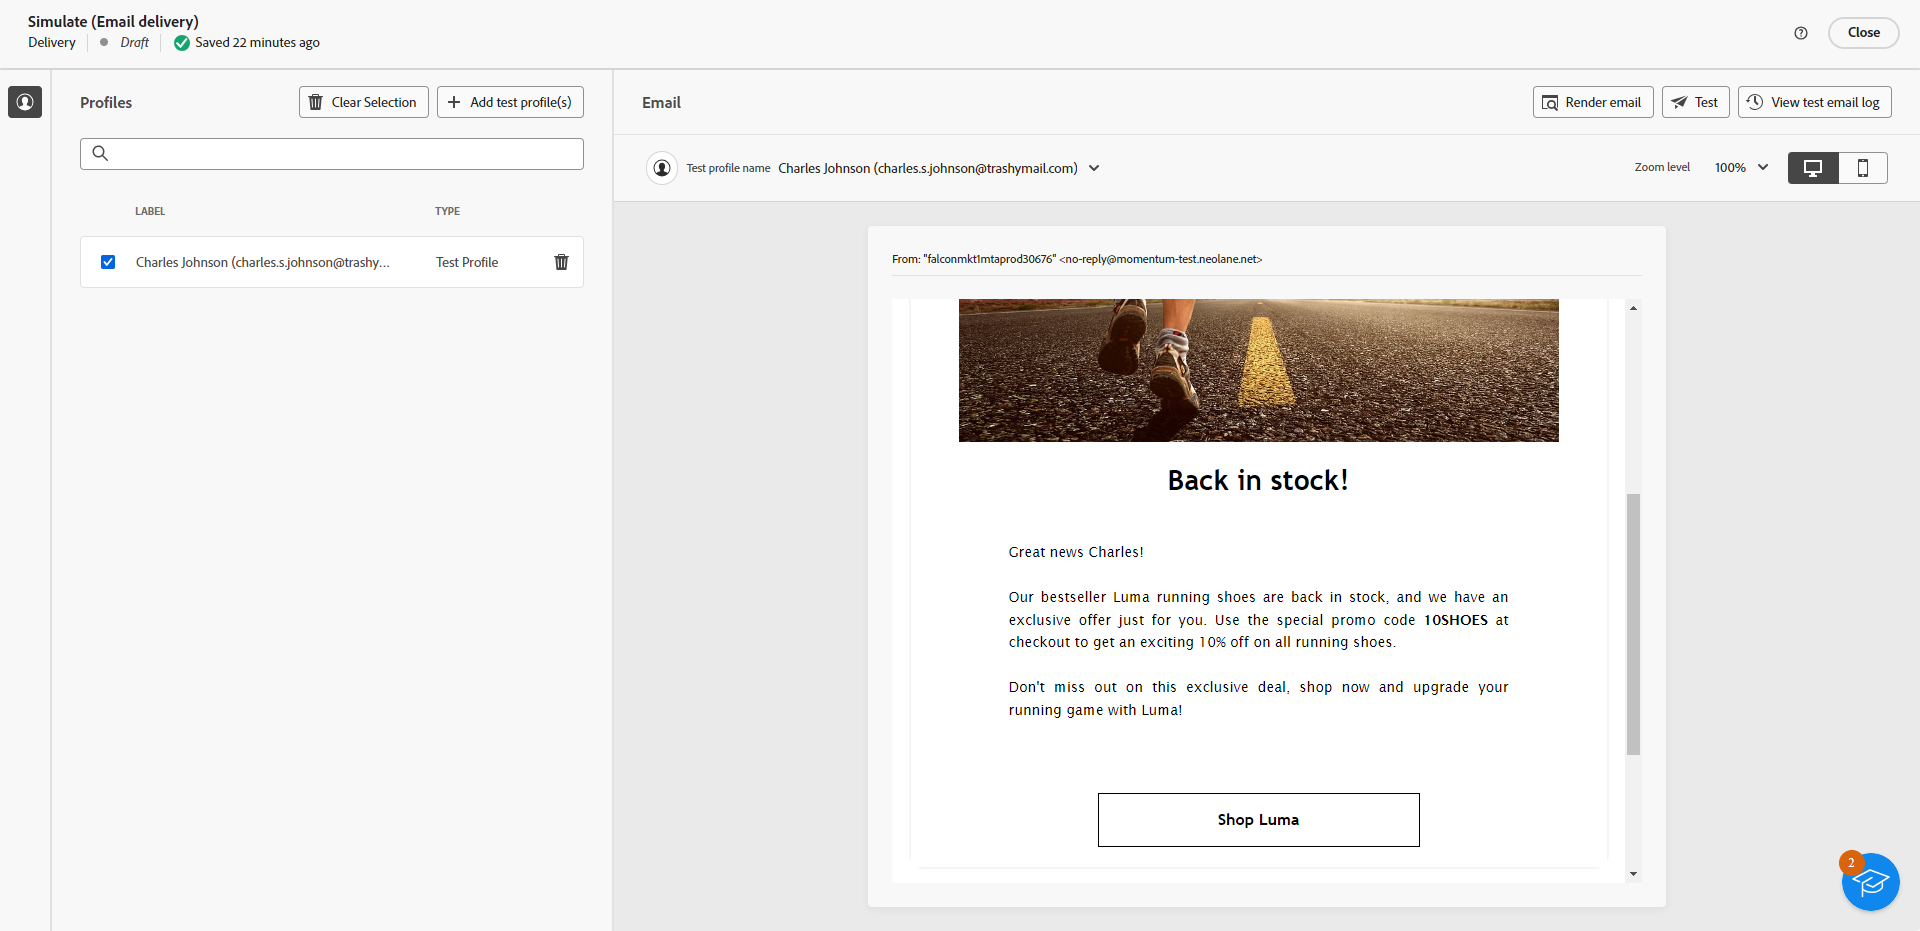 Simulate (Email delivery)
Delivery
Draft
Saved 22 minutes ago
Close
Profiles
Clear Selection
Add test profile(s)
LABEL
TYPE
Charles Johnson (charles.s.johnson@trashy...
Test Profile
Email
Render email
Test
View test email log
Test profile name
Charles Johnson (charles.s.johnson@trashymail.com)
Zoom level
100%
From: "falconmkt1mtaprod30676" <no-reply@momentum-test.neolane.net>
Back in stock!
Great news Charles!
Our bestseller Luma running shoes are back in stock, and we have an
exclusive offer just for you. Use the special promo code 10SHOES at
checkout to get an exciting 10% off on all running shoes.
Don't miss out on this exclusive deal, shop now and upgrade your
running game with Luma!
Shop Luma
2